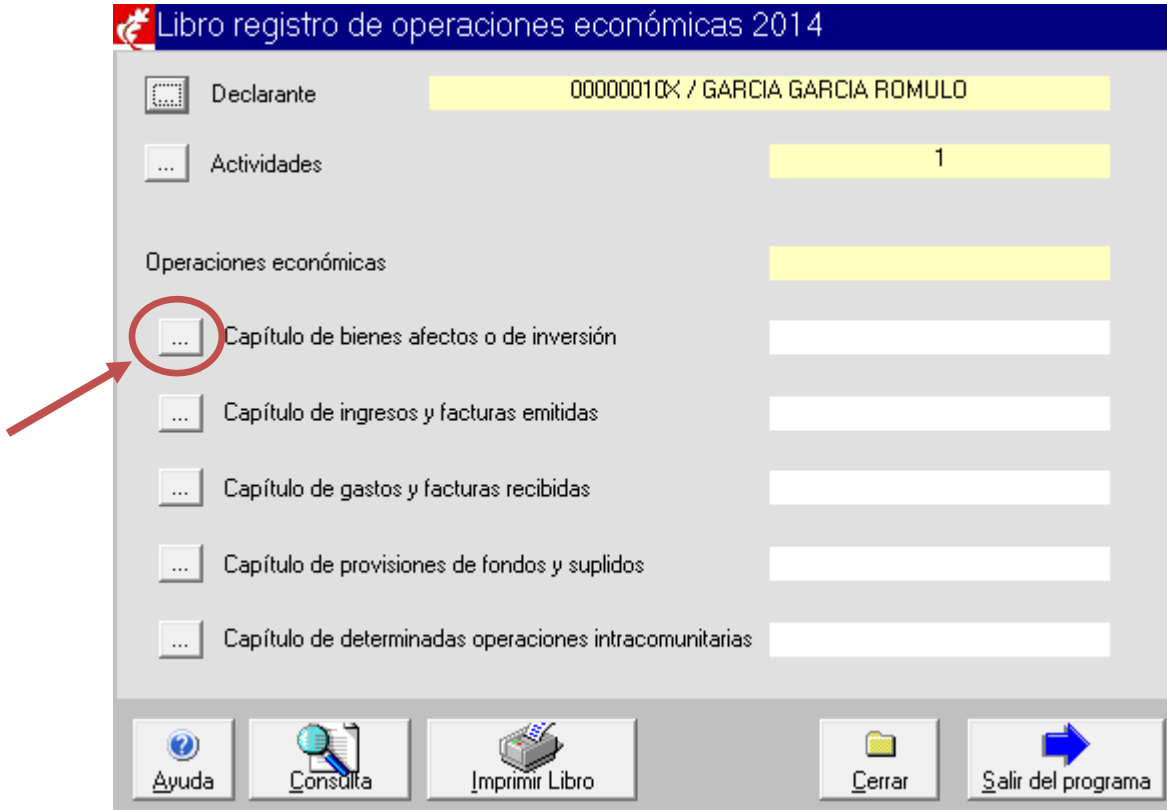 Libro registro de operaciones económicas 2014
... Declarante 00000010X / GARCIA GARCIA ROMULO
... Actividades 1
Operaciones económicas
... Capítulo de bienes afectos o de inversión
... Capítulo de ingresos y facturas emitidas
... Capítulo de gastos y facturas recibidas
... Capítulo de provisiones de fondos y suplidos
... Capítulo de determinadas operaciones intracomunitarias
Ayuda Consulta Imprimir Libro Cerrar Salir del programa